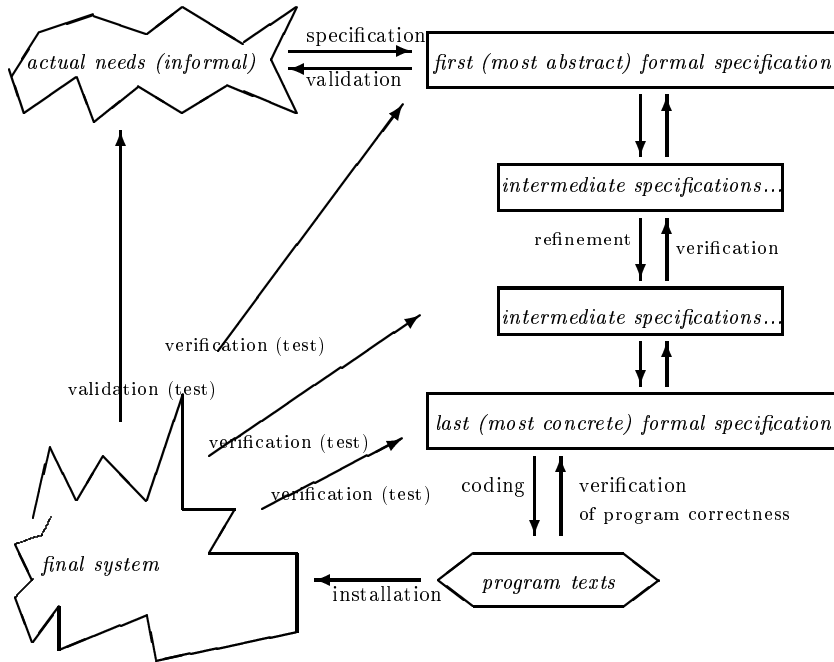 specification
actual needs (informal)
first (most abstract) formal specification
validation
intermediate specifications...
refinement
verification
intermediate specifications...
verification (test)
validation (test)
last (most concrete) formal specification
verification (test)
verification (test)
coding
verification
of program correctness
final system
program texts
installation